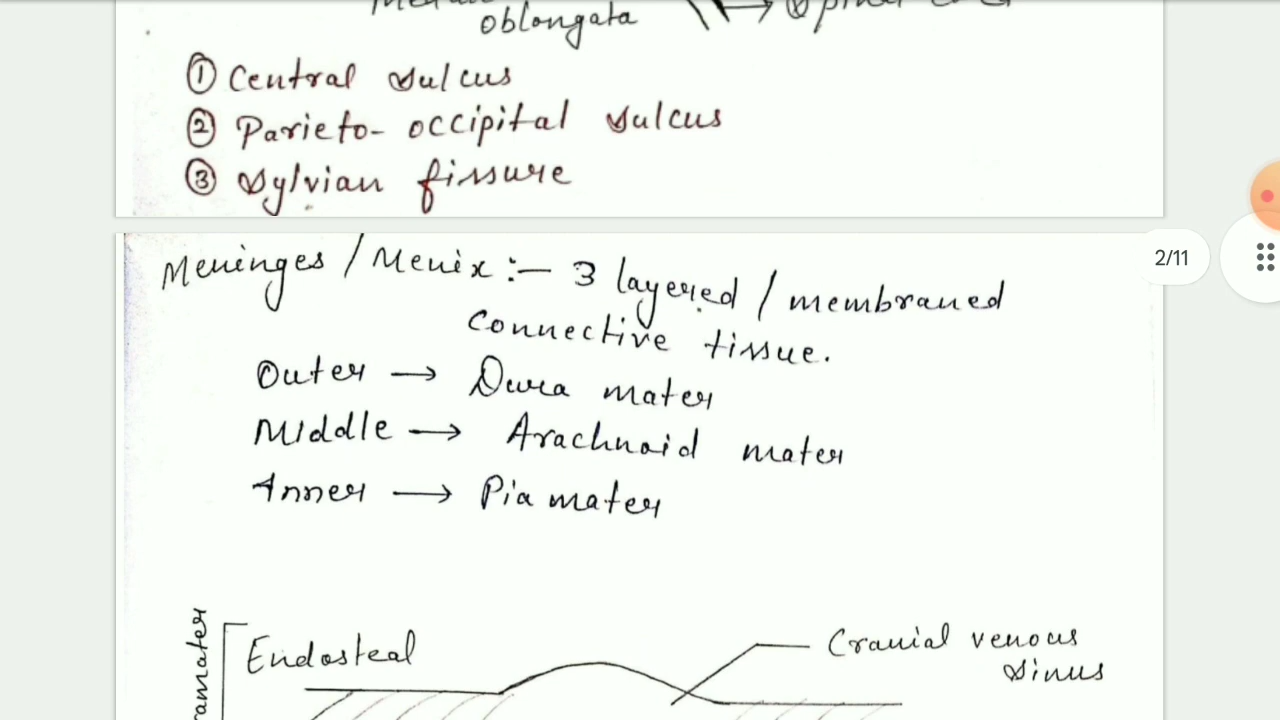 oblongata
① Central sulcus
② Parieto-occipital sulcus
③ Sylvian fissure
Meninges / Menix :- 3 layered / membraned
connective tissue.
Outer → Dura mater
Middle → Arachnoid mater
Inner → Pia mater
2/11
Endosteal
Cranial venous
sinus